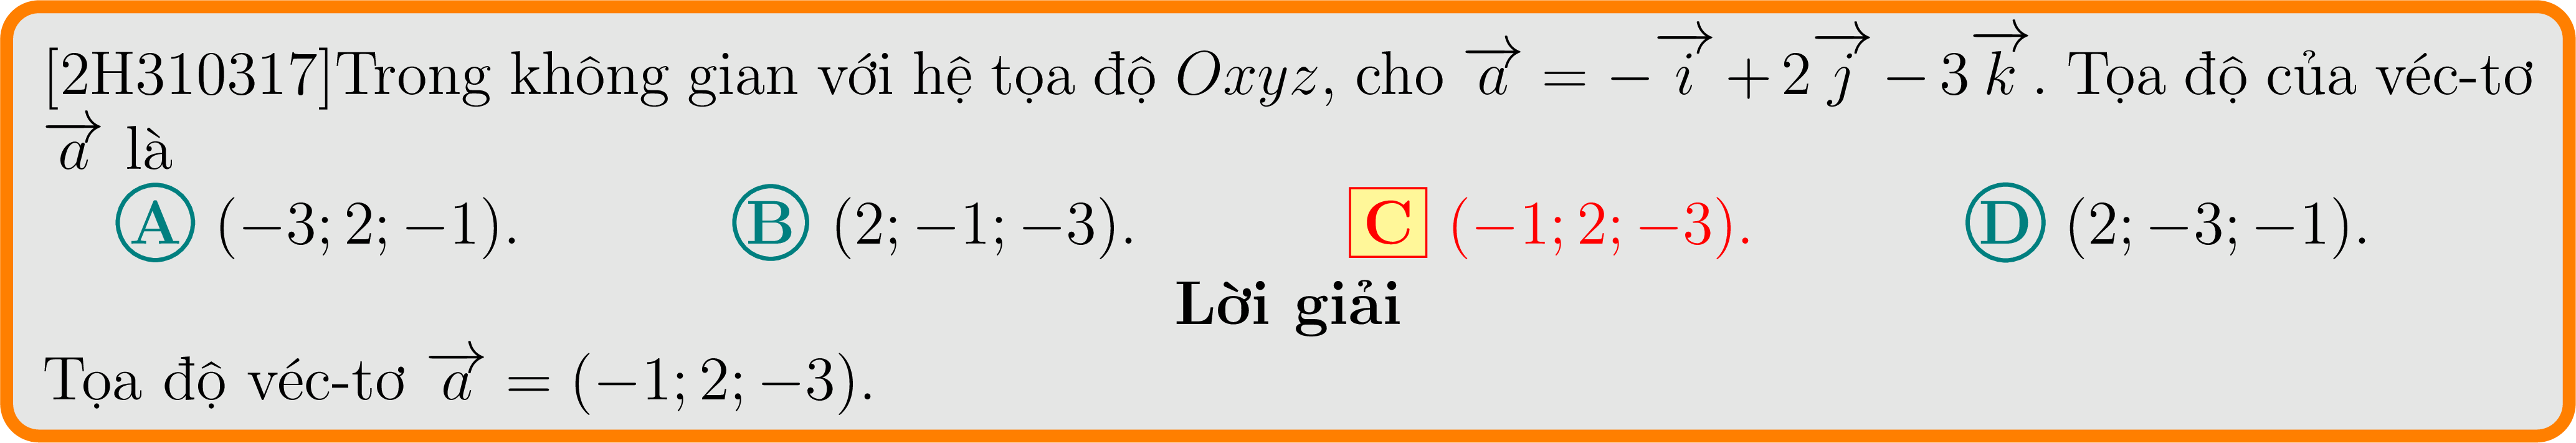 [2H310317]Trong không gian với hệ tọa độ Oxyz, cho $\overrightarrow{a} = -\overrightarrow{i} + 2\overrightarrow{j} - 3\overrightarrow{k}$. Tọa độ của véc-tơ
$\overrightarrow{a}$ là
A (−3; 2; −1). B (2; −1; −3). C (−1; 2; −3). D (2; −3; −1).
Lời giải
Tọa độ véc-tơ $\overrightarrow{a}$ = (−1; 2; −3).